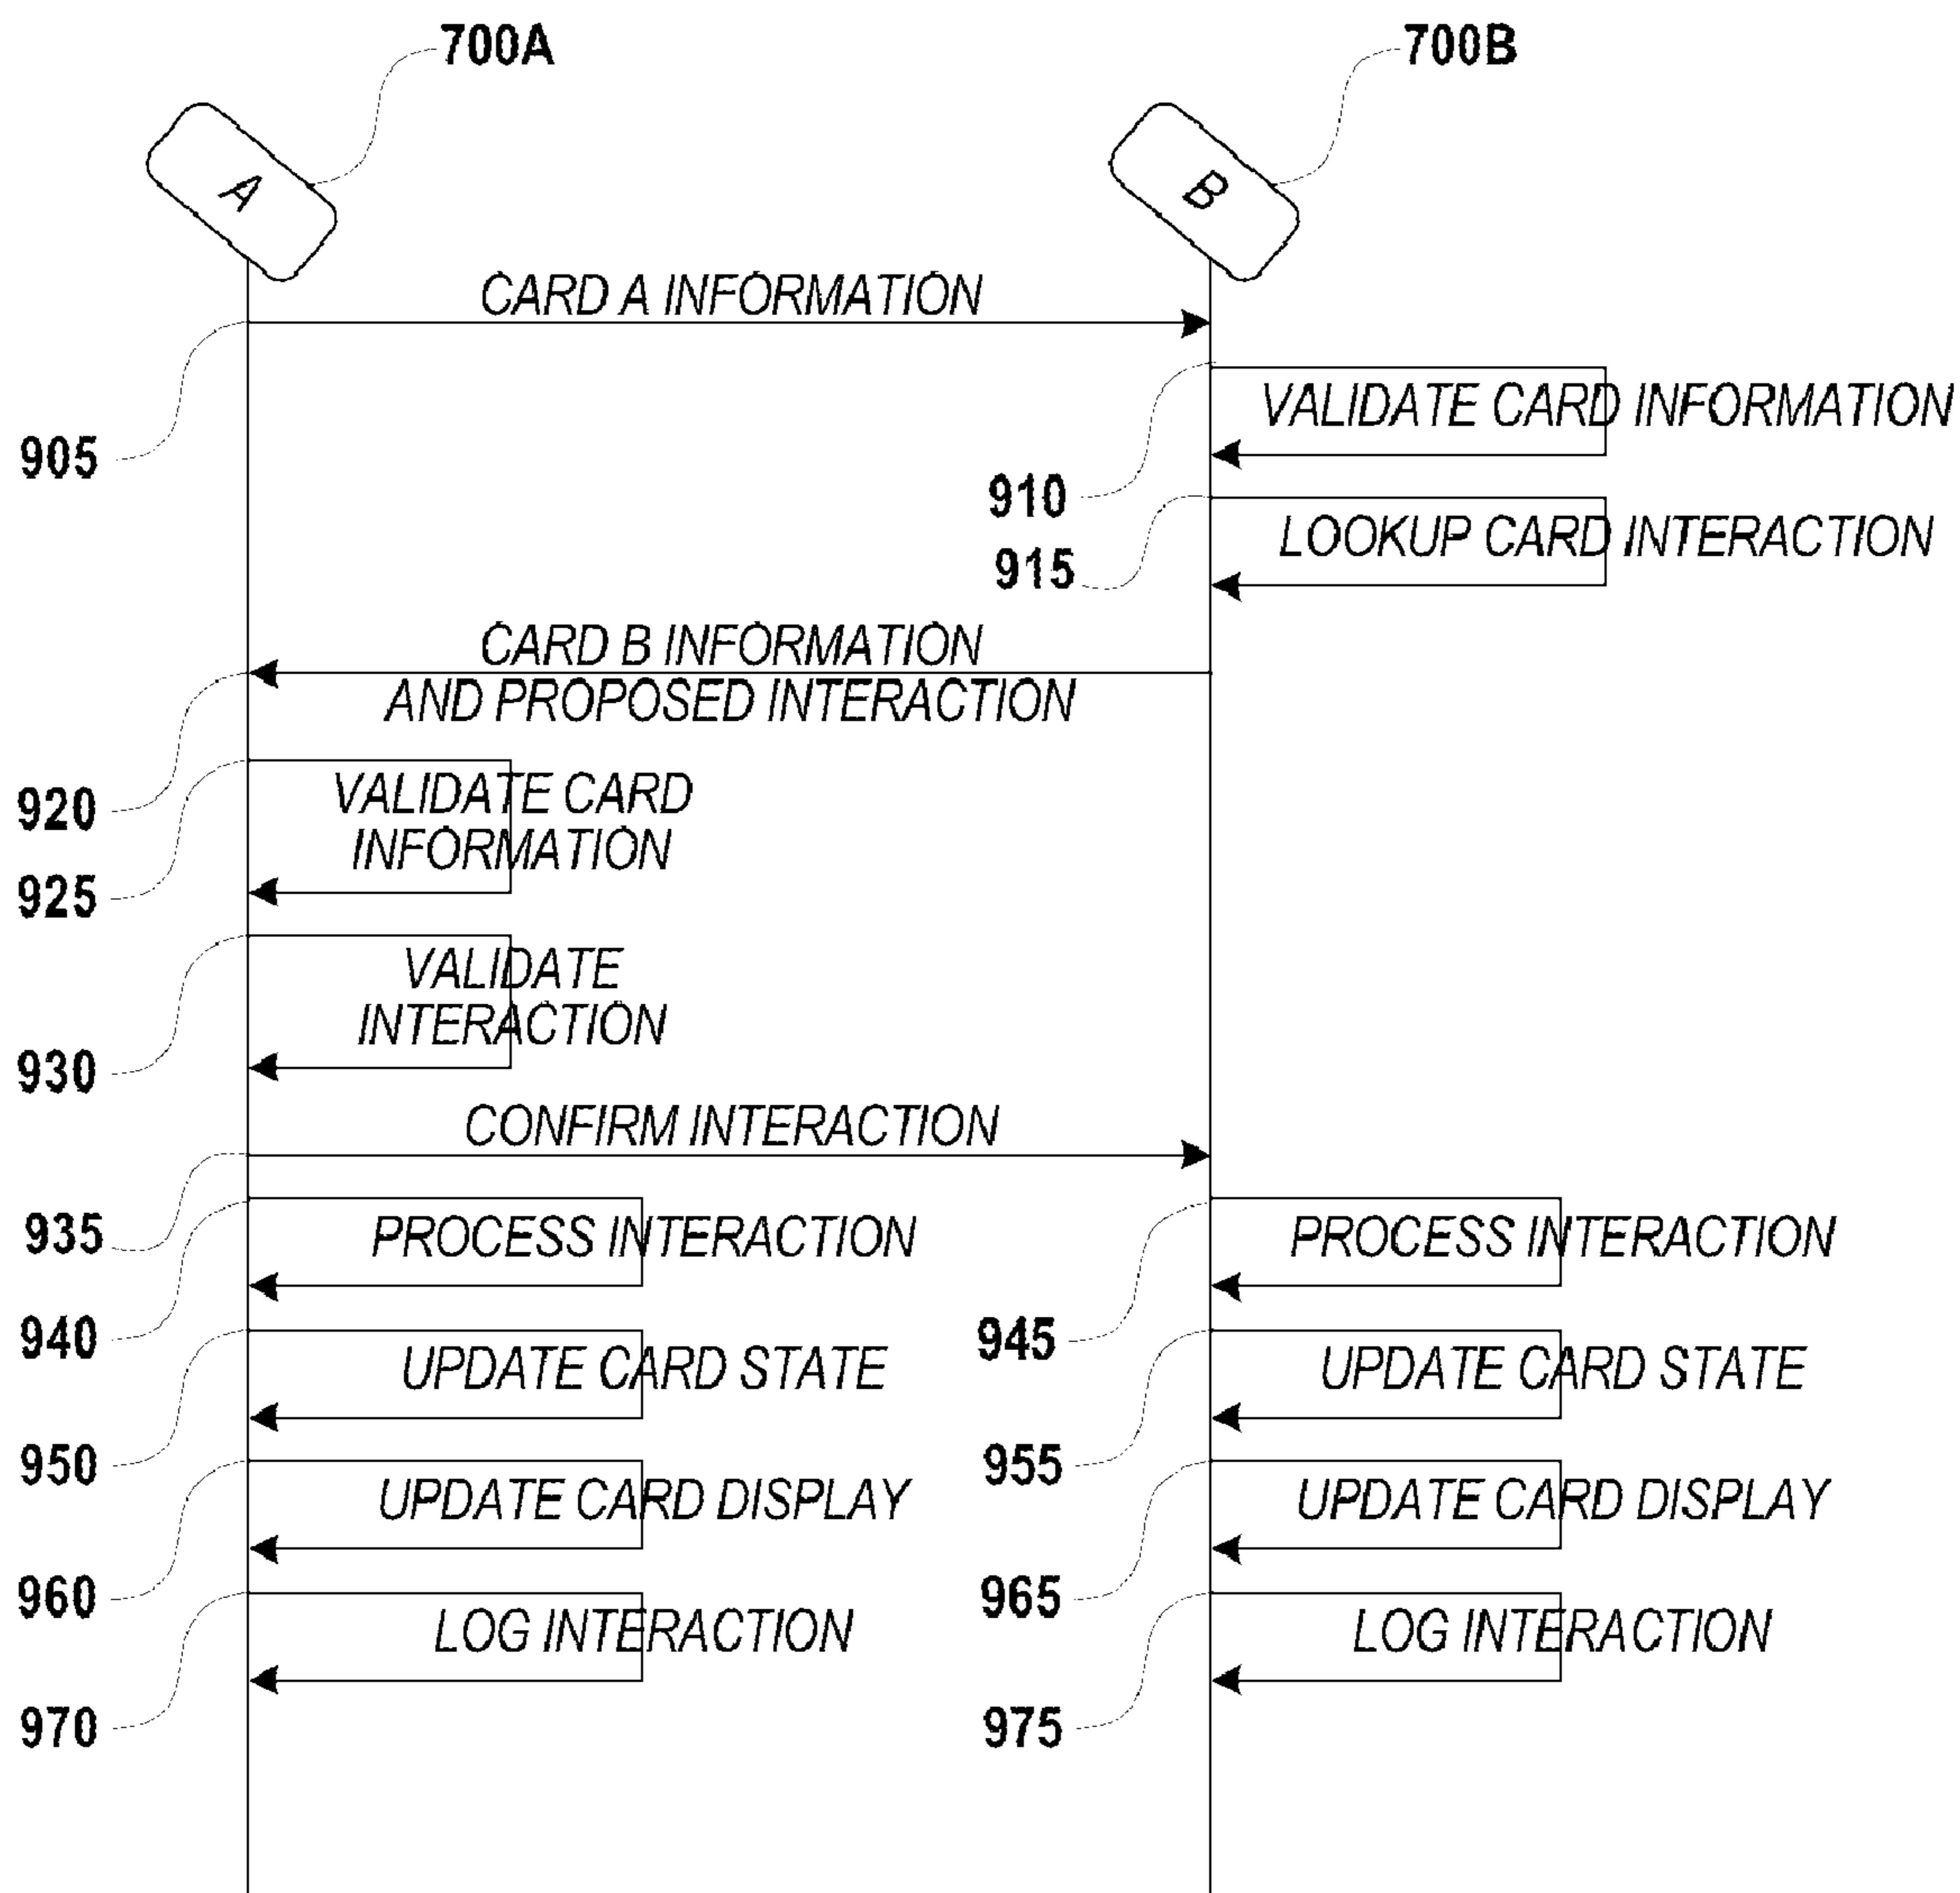 700A
700B
A
B
CARD A INFORMATION
905
VALIDATE CARD INFORMATION
910
LOOKUP CARD INTERACTION
915
CARD B INFORMATION
AND PROPOSED INTERACTION
920
VALIDATE CARD
INFORMATION
925
VALIDATE
INTERACTION
930
CONFIRM INTERACTION
935
PROCESS INTERACTION
PROCESS INTERACTION
940
945
UPDATE CARD STATE
UPDATE CARD STATE
950
955
UPDATE CARD DISPLAY
UPDATE CARD DISPLAY
960
965
LOG INTERACTION
LOG INTERACTION
970
975